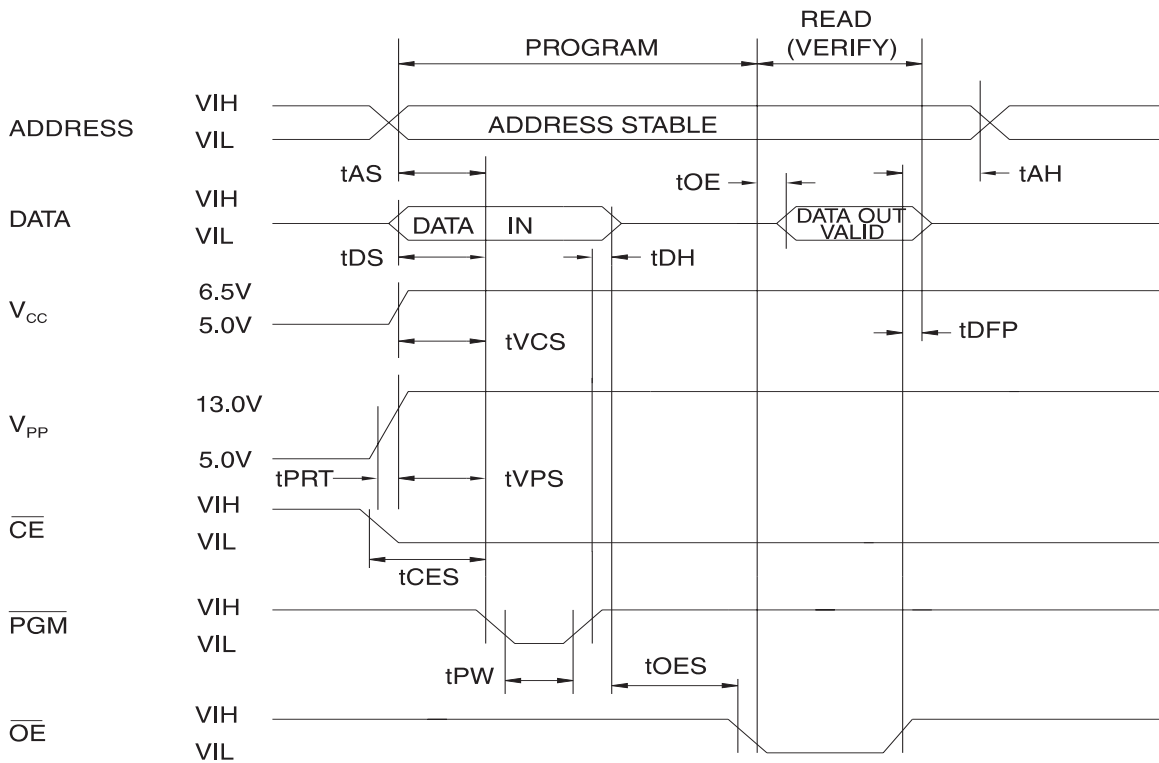 READ
PROGRAM (VERIFY)
VIH
ADDRESS ADDRESS STABLE
VIL
tAS tOE tAH
VIH
DATA DATA IN DATA OUT VALID
VIL
tDS tDH
6.5V
VCC
5.0V
tVCS tDFP
13.0V
VPP
5.0V
tPRT tVPS
VIH
CE
VIL
tCES
VIH
PGM
VIL
tPW tOES
VIH
OE
VIL